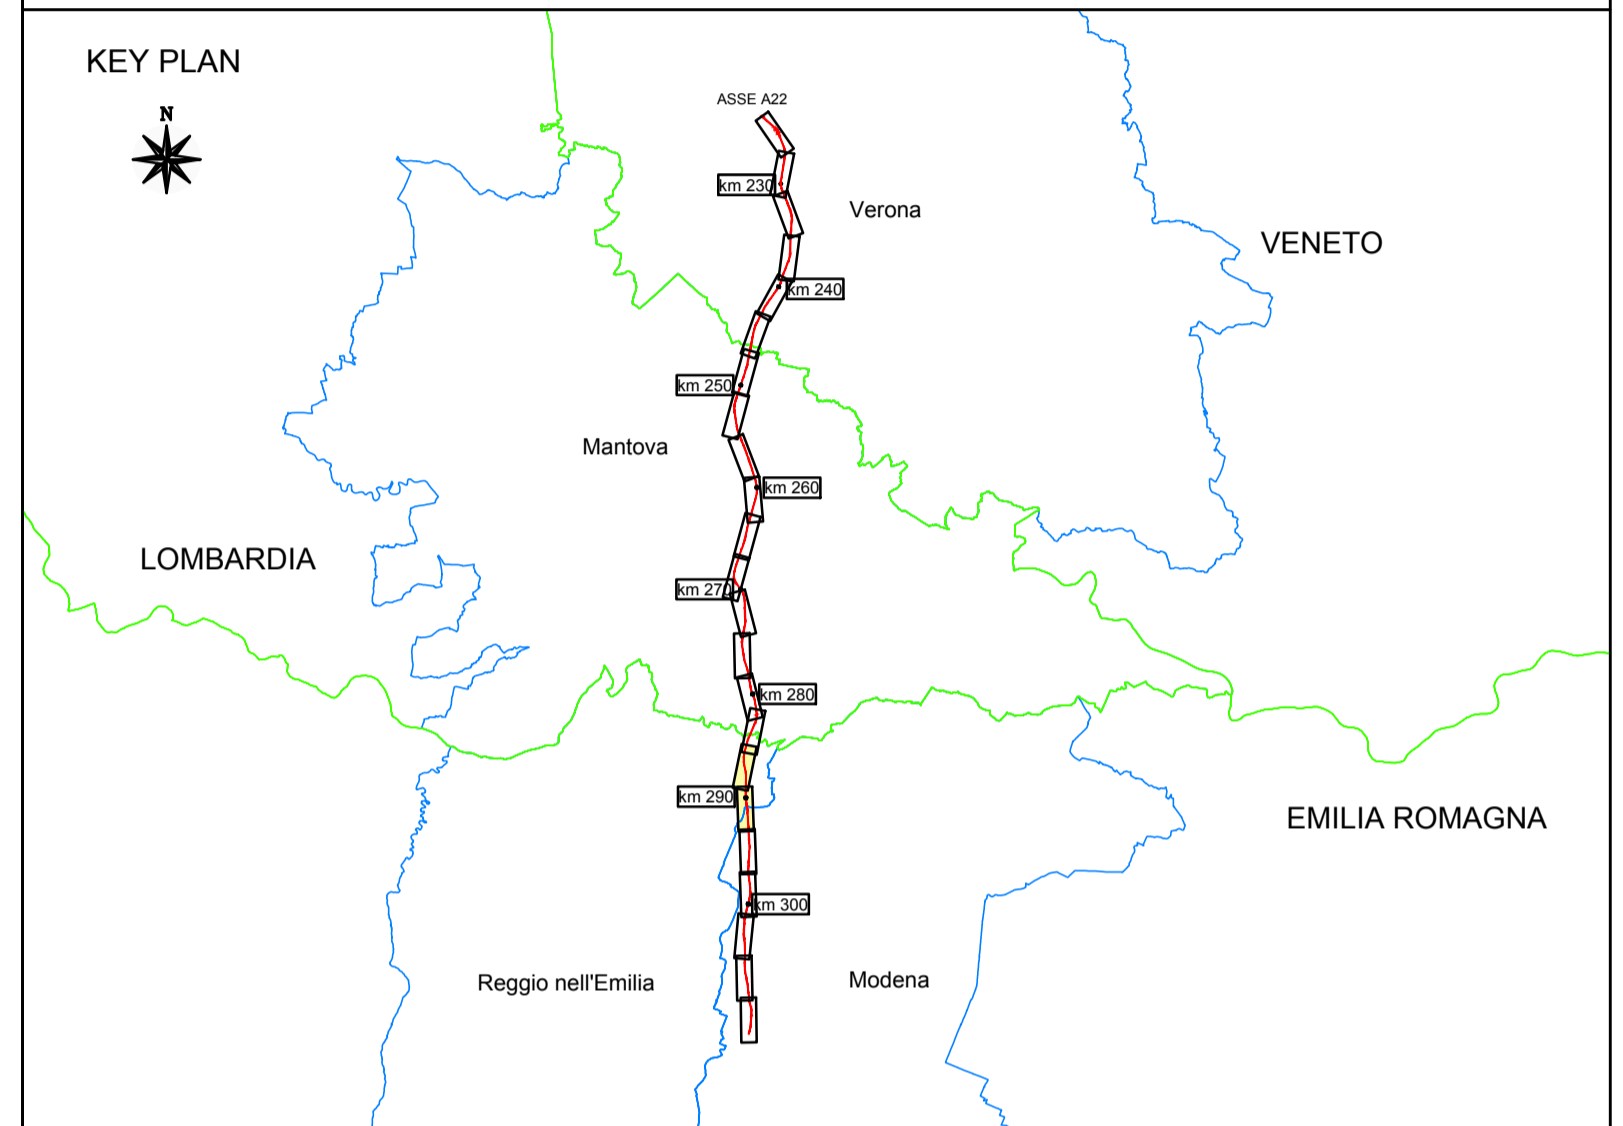 KEY PLAN
N
ASSE A22
km 230
Verona
VENETO
km 240
km 250
Mantova
km 260
LOMBARDIA
km 270
km 280
km 290
EMILIA ROMAGNA
km 300
Reggio nell'Emilia
Modena